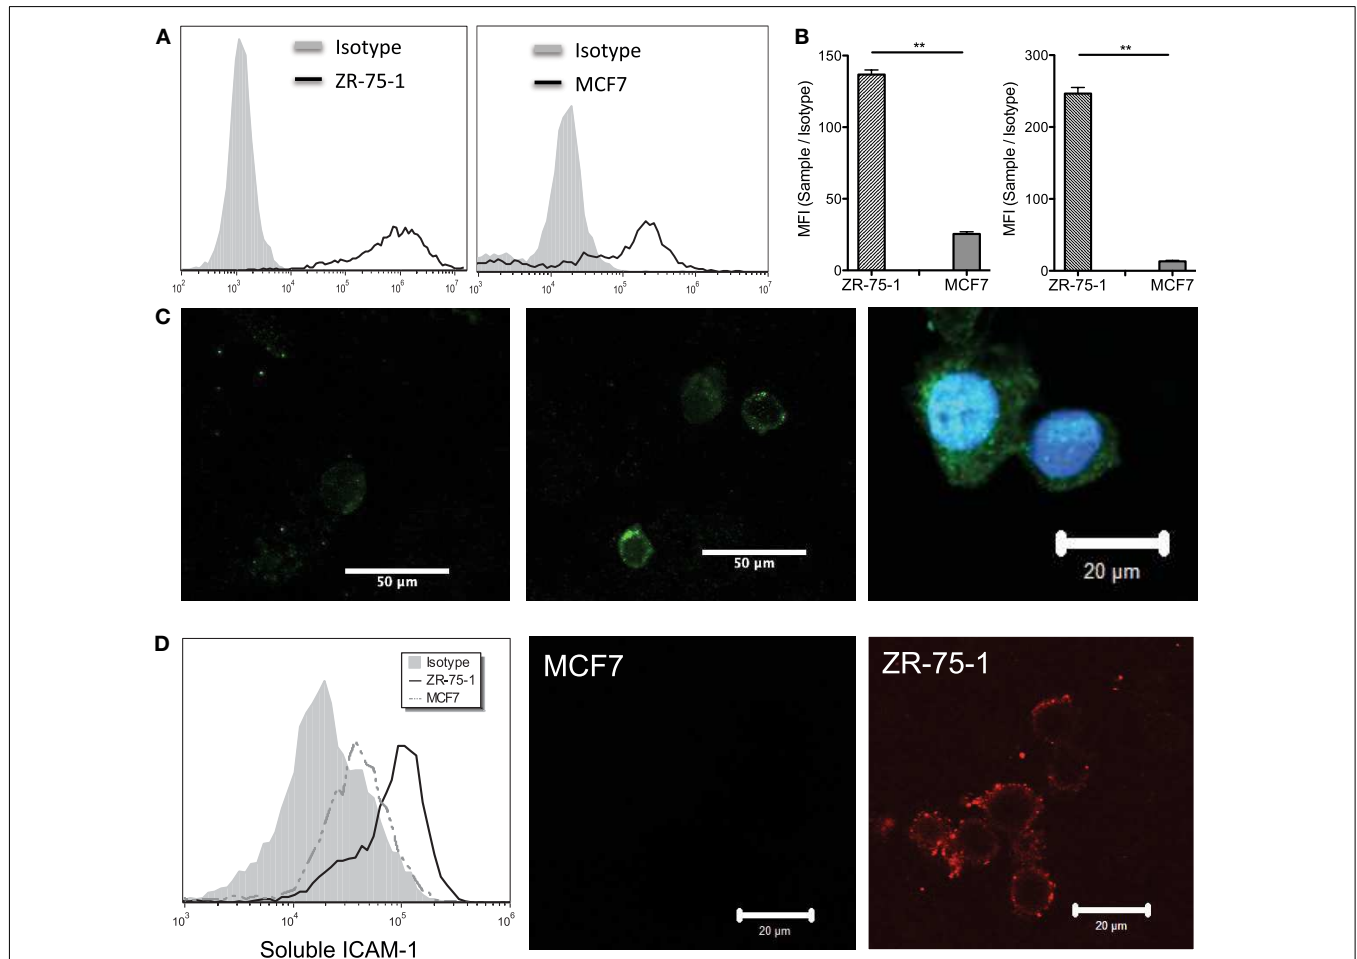 A
Isotype
ZR-75-1
10² 10³ 10⁴ 10⁵ 10⁶ 10⁷
Isotype
MCF7
10³ 10⁴ 10⁵ 10⁶ 10⁷
B
MFI (Sample / Isotype)
150
100
50
0
**
ZR-75-1 MCF7
MFI (Sample / Isotype)
300
200
100
0
**
ZR-75-1 MCF7
C
50 µm
50 µm
20 µm
D
Isotype
ZR-75-1
MCF7
10³ 10⁴ 10⁵ 10⁶
Soluble ICAM-1
MCF7
20 µm
ZR-75-1
20 µm